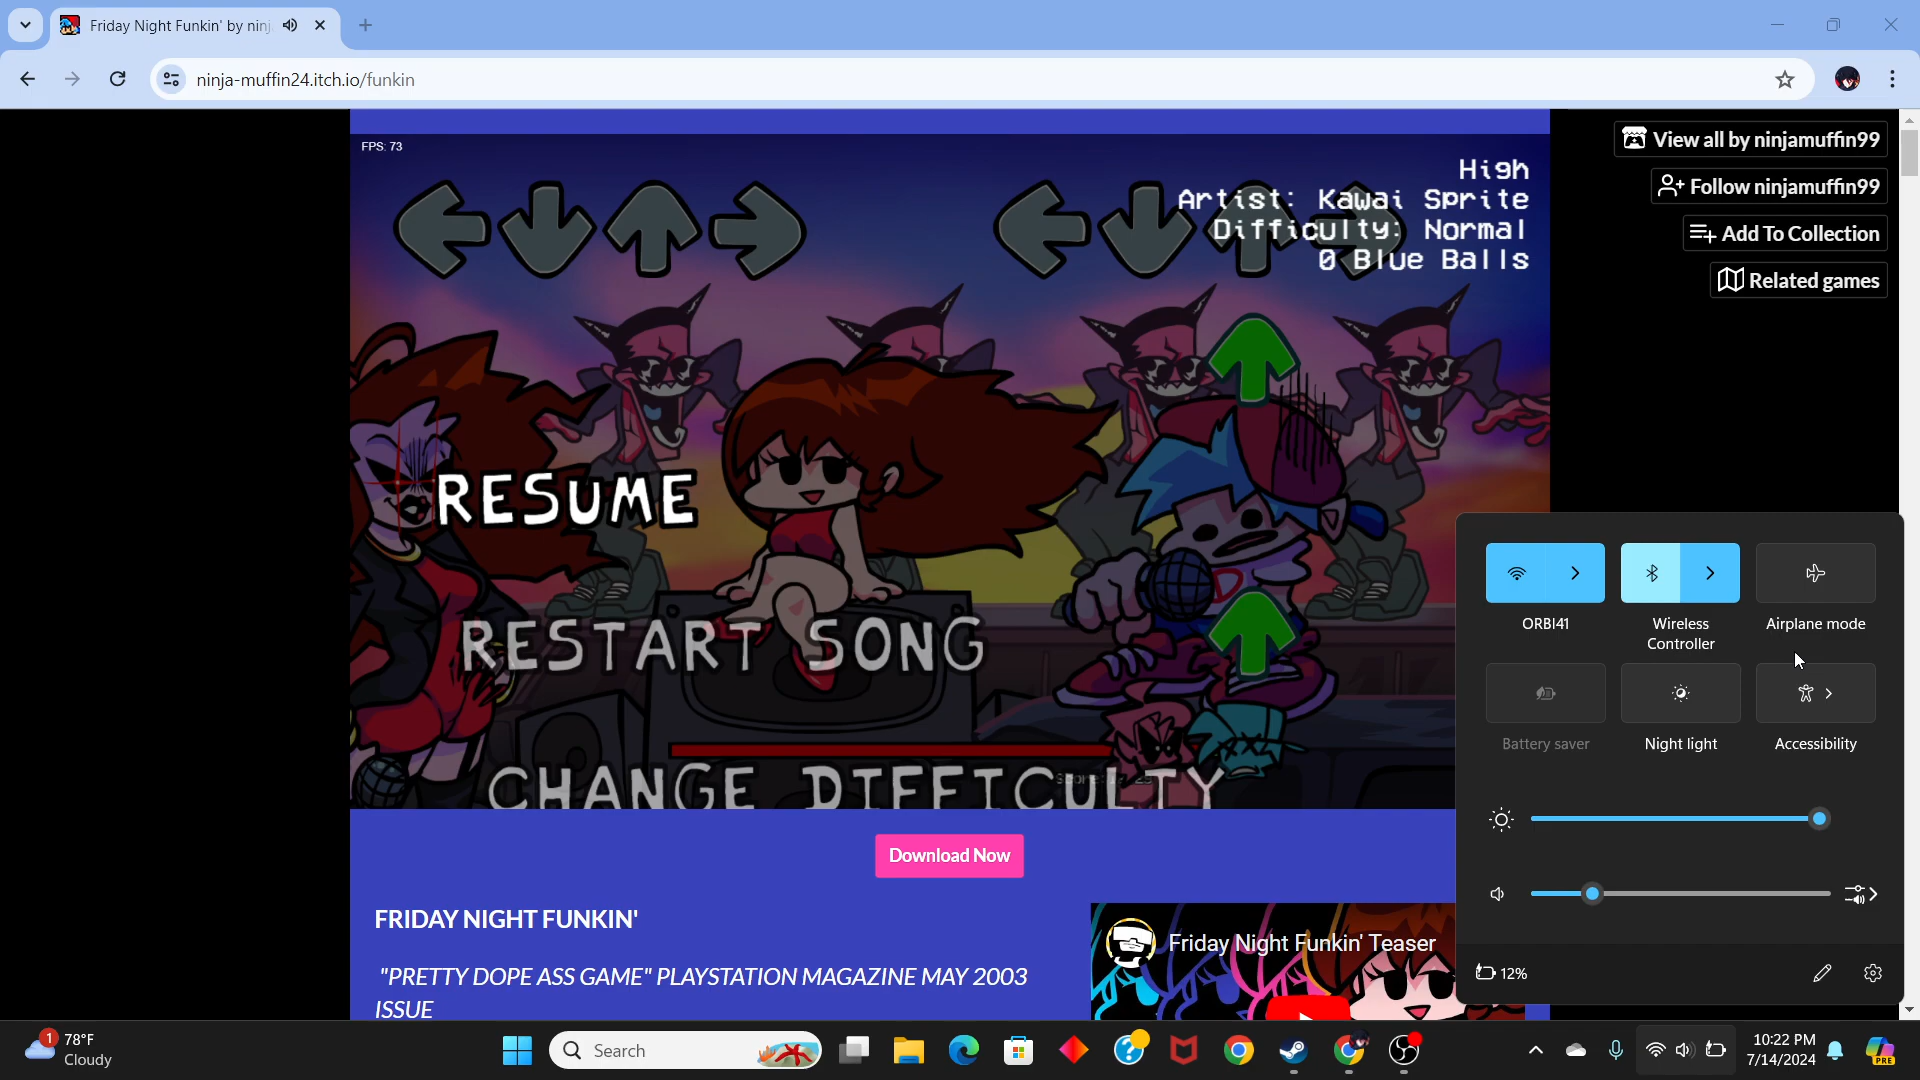 Friday Night Funkin' by ninj
ninja-muffin24.itch.io/funkin
View all by ninjamuffin99
Follow ninjamuffin99
Add To Collection
Related games
FPS: 73
High
Artist: Kawai Sprite
Difficulty: Normal
0 Blue Balls
RESUME
RESTART SONG
CHANGE DIFFICULTY
Download Now
FRIDAY NIGHT FUNKIN'
"PRETTY DOPE ASS GAME" PLAYSTATION MAGAZINE MAY 2003
ISSUE
Friday Night Funkin' Teaser
ORBI41
Wireless
Controller
Airplane mode
Battery saver
Night light
Accessibility
12%
1
78°F
Cloudy
Search
10:22 PM
7/14/2024
PRE